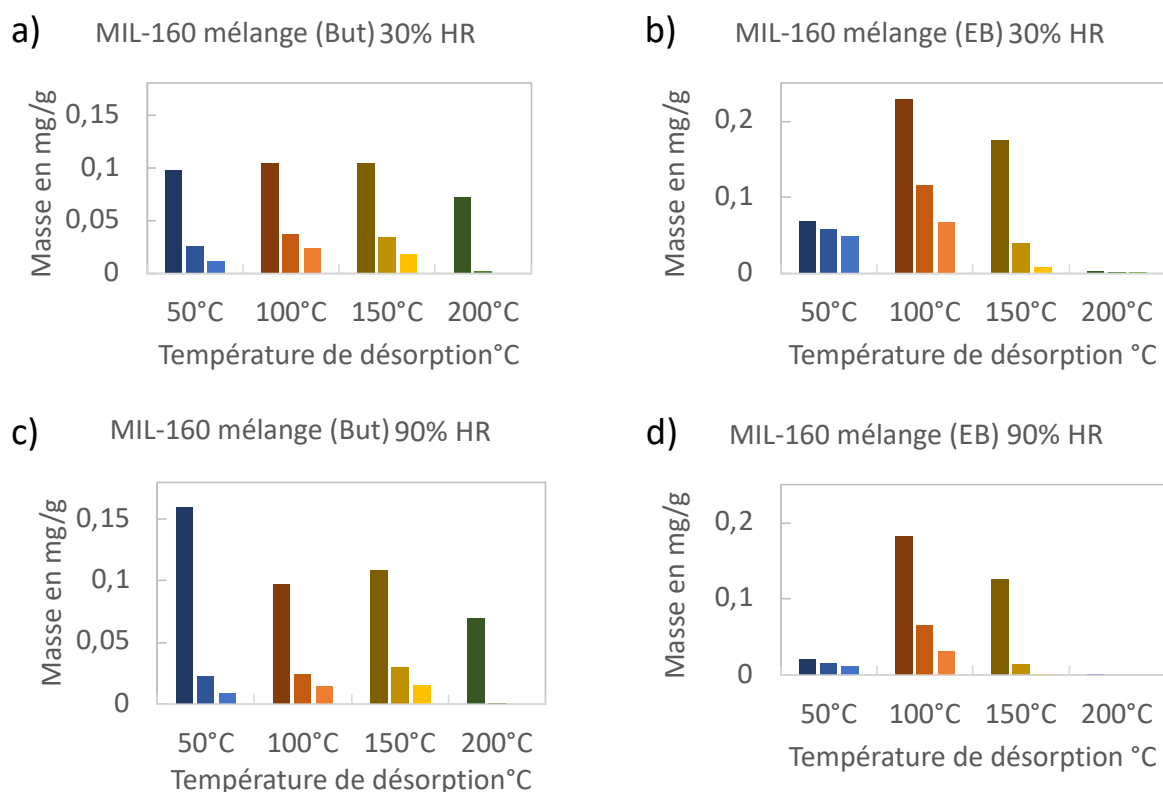 a) MIL-160 mélange (But) 30% HR
Masse en mg/g
0,15
0,1
0,05
0
50°C 100°C 150°C 200°C
Température de désorption°C
b) MIL-160 mélange (EB) 30% HR
Masse en mg/g
0,2
0,1
0
50°C 100°C 150°C 200°C
Température de désorption °C
c) MIL-160 mélange (But) 90% HR
Masse en mg/g
0,15
0,1
0,05
0
50°C 100°C 150°C 200°C
Température de désorption°C
d) MIL-160 mélange (EB) 90% HR
Masse en mg/g
0,2
0,1
0
50°C 100°C 150°C 200°C
Température de désorption °C